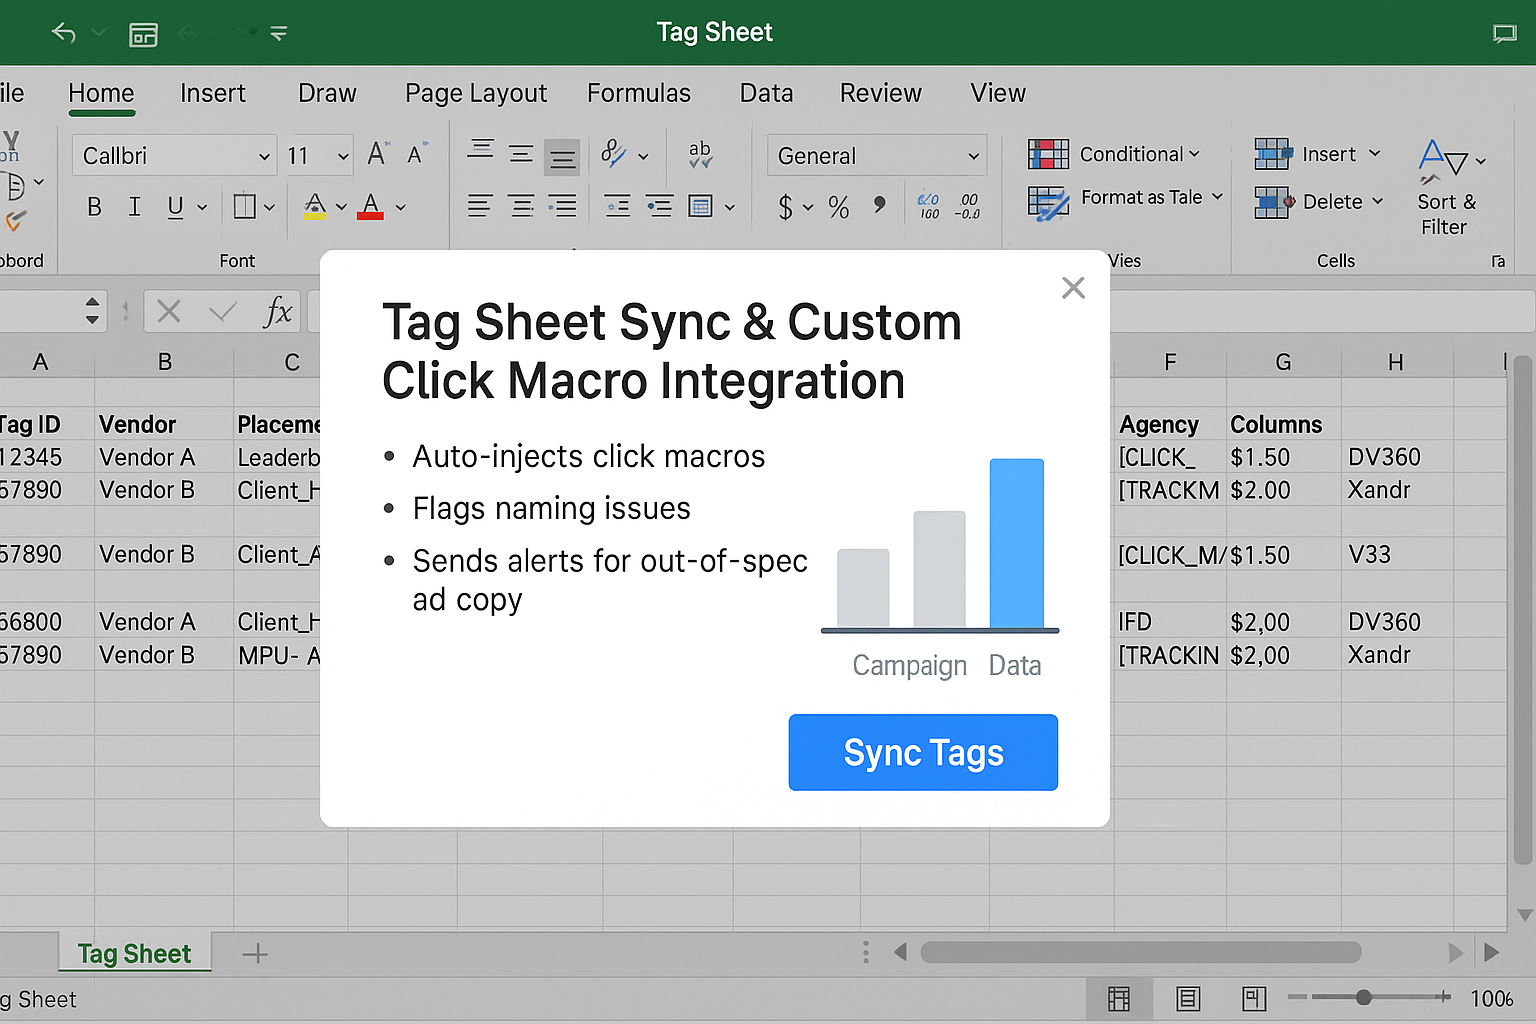 Tag Sheet
ile Home Insert Draw Page Layout Formulas Data Review View
on Callbri 11 A A ab General Conditional Insert
B I U A A $ % 9 Format as Tale Delete Sort &
Filter
obord Font Vies Cells Ta
fx
A B C F G H
Tag ID Vendor Placeme Agency Columns
12345 Vendor A Leaderb [CLICK_ $1.50 DV360
57890 Vendor B Client_H [TRACKM $2.00 Xandr
57890 Vendor B Client_A [CLICK_M/ $1.50 V33
66800 Vendor A Client_H IFD $2,00 DV360
57890 Vendor B MPU- A [TRACKIN $2,00 Xandr
Tag Sheet Sync & Custom
Click Macro Integration
• Auto-injects click macros
• Flags naming issues
• Sends alerts for out-of-spec
ad copy
Campaign Data
Sync Tags
Tag Sheet
g Sheet 100%